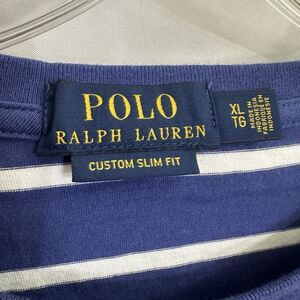 POLO
RALPH LAUREN
CUSTOM SLIM FIT
XL
TG
MADE IN
INDONESIA
FABRIQUÉ EN
INDONÉSIE